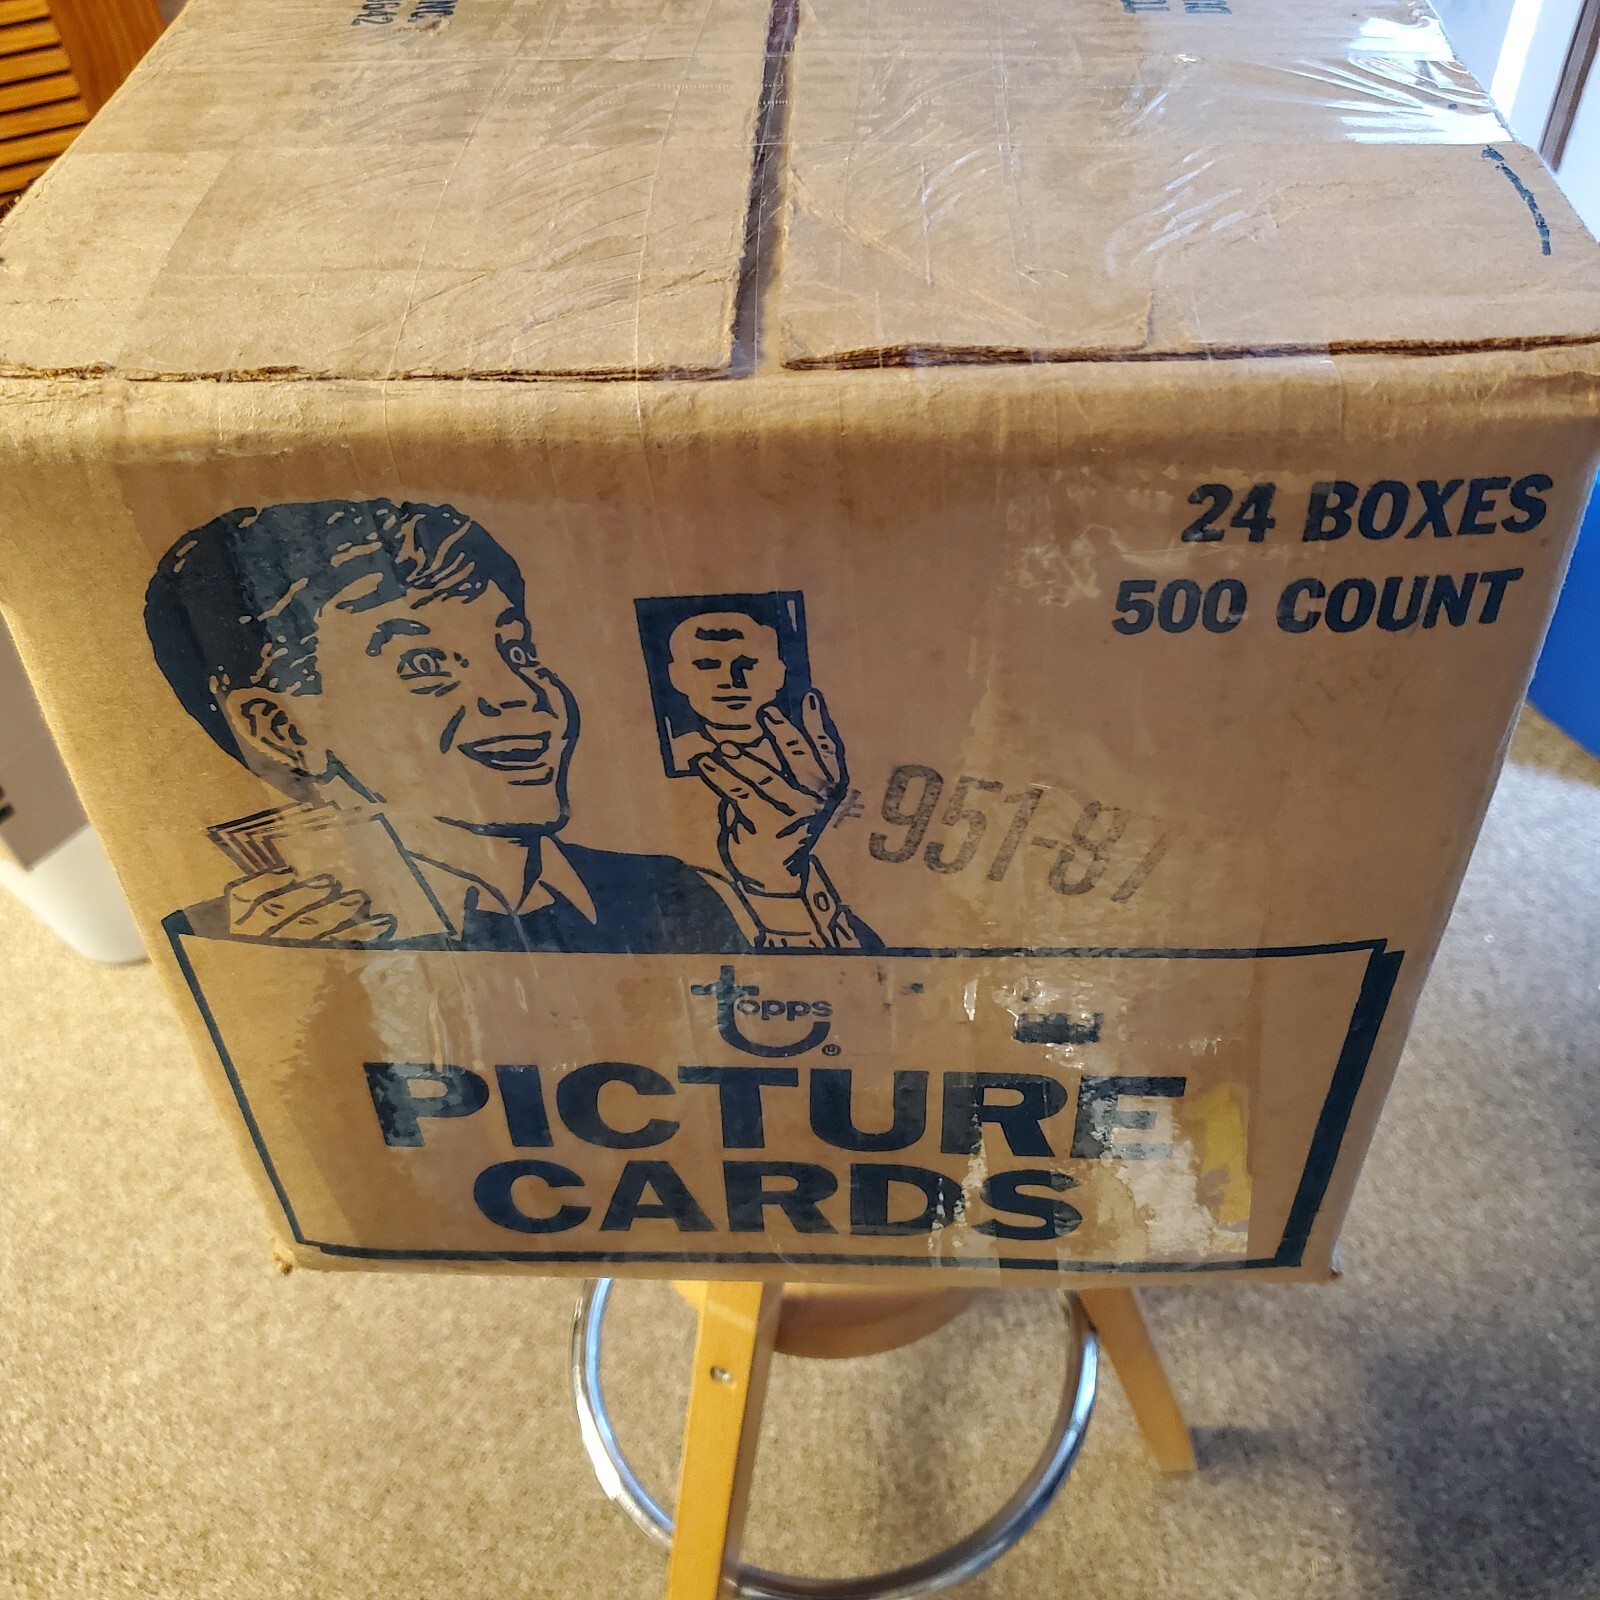 24 BOXES
500 COUNT
#951-87
topps
PICTURE
CARDS